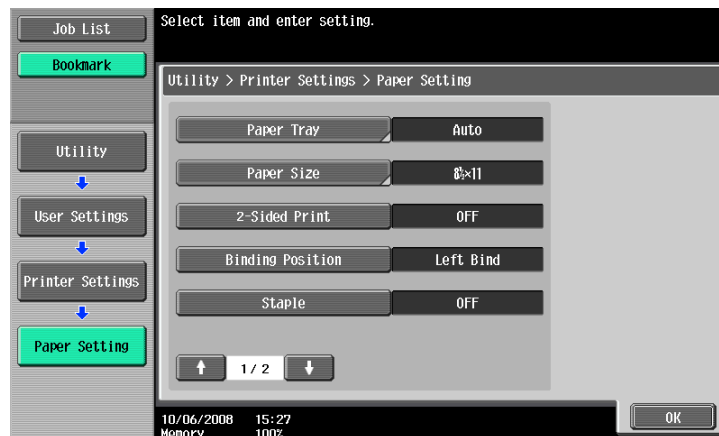 Job List
Bookmark
Select item and enter setting.
Utility > Printer Settings > Paper Setting
Utility
User Settings
Printer Settings
Paper Setting
Paper Tray Auto
Paper Size 8½×11
2-Sided Print OFF
Binding Position Left Bind
Staple OFF
1/ 2
OK
10/06/2008 15:27
Memory 100%